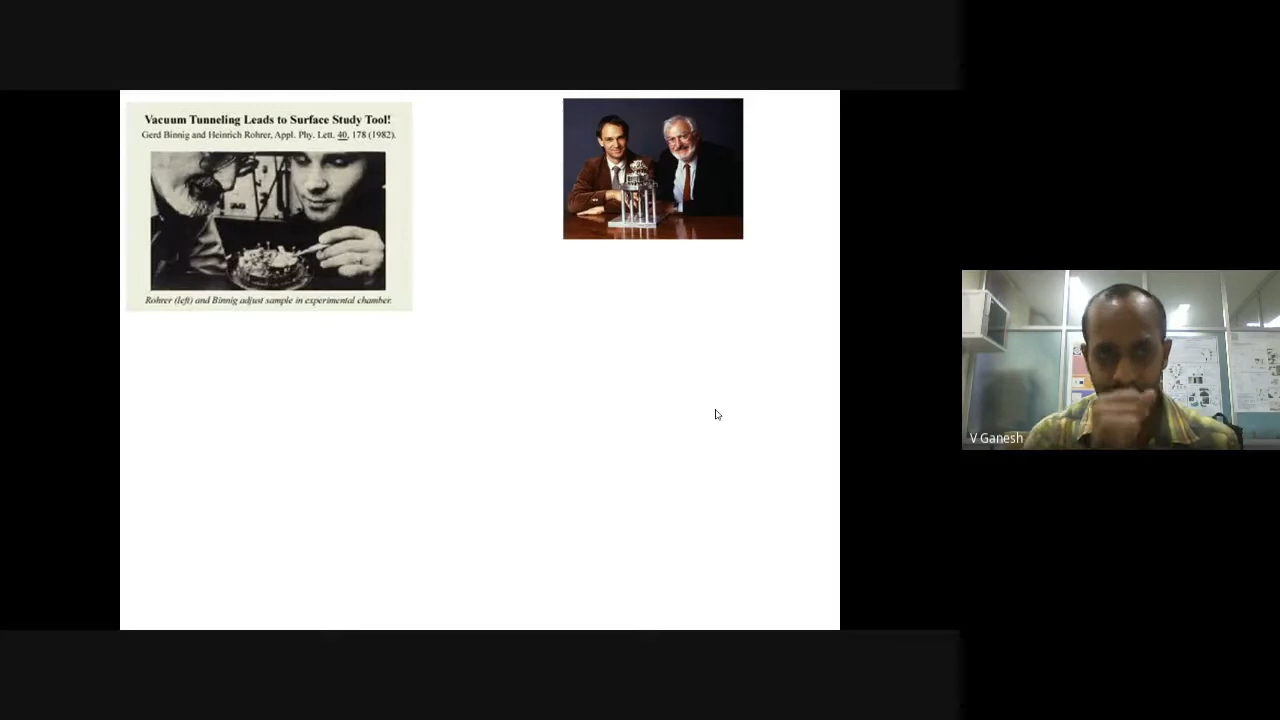 Vacuum Tunneling Leads to Surface Study Tool!
Gerd Binnig and Heinrich Rohrer, Appl. Phy. Lett. 40, 178 (1982).
Rohrer (left) and Binnig adjust sample in experimental chamber.
V Ganesh